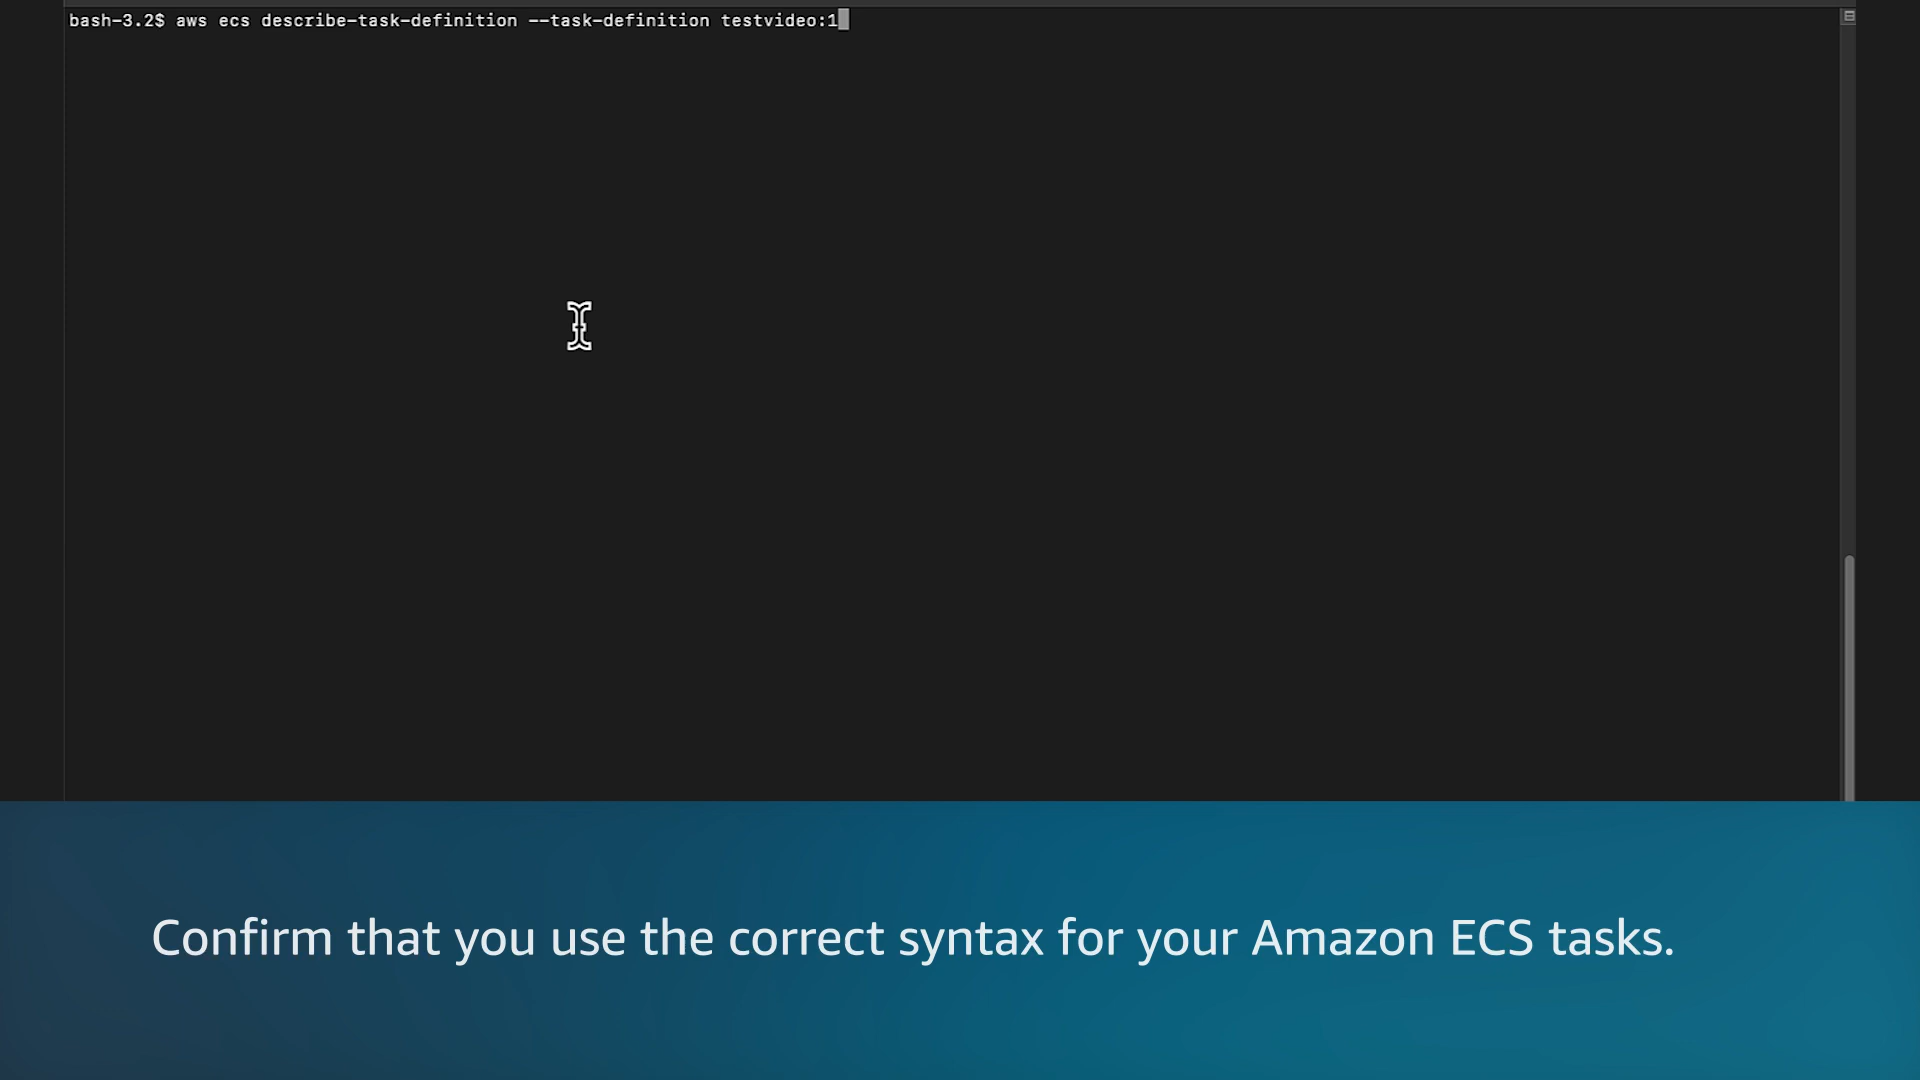 bash-3.2$ aws ecs describe-task-definition --task-definition testvideo:1
Confirm that you use the correct syntax for your Amazon ECS tasks.